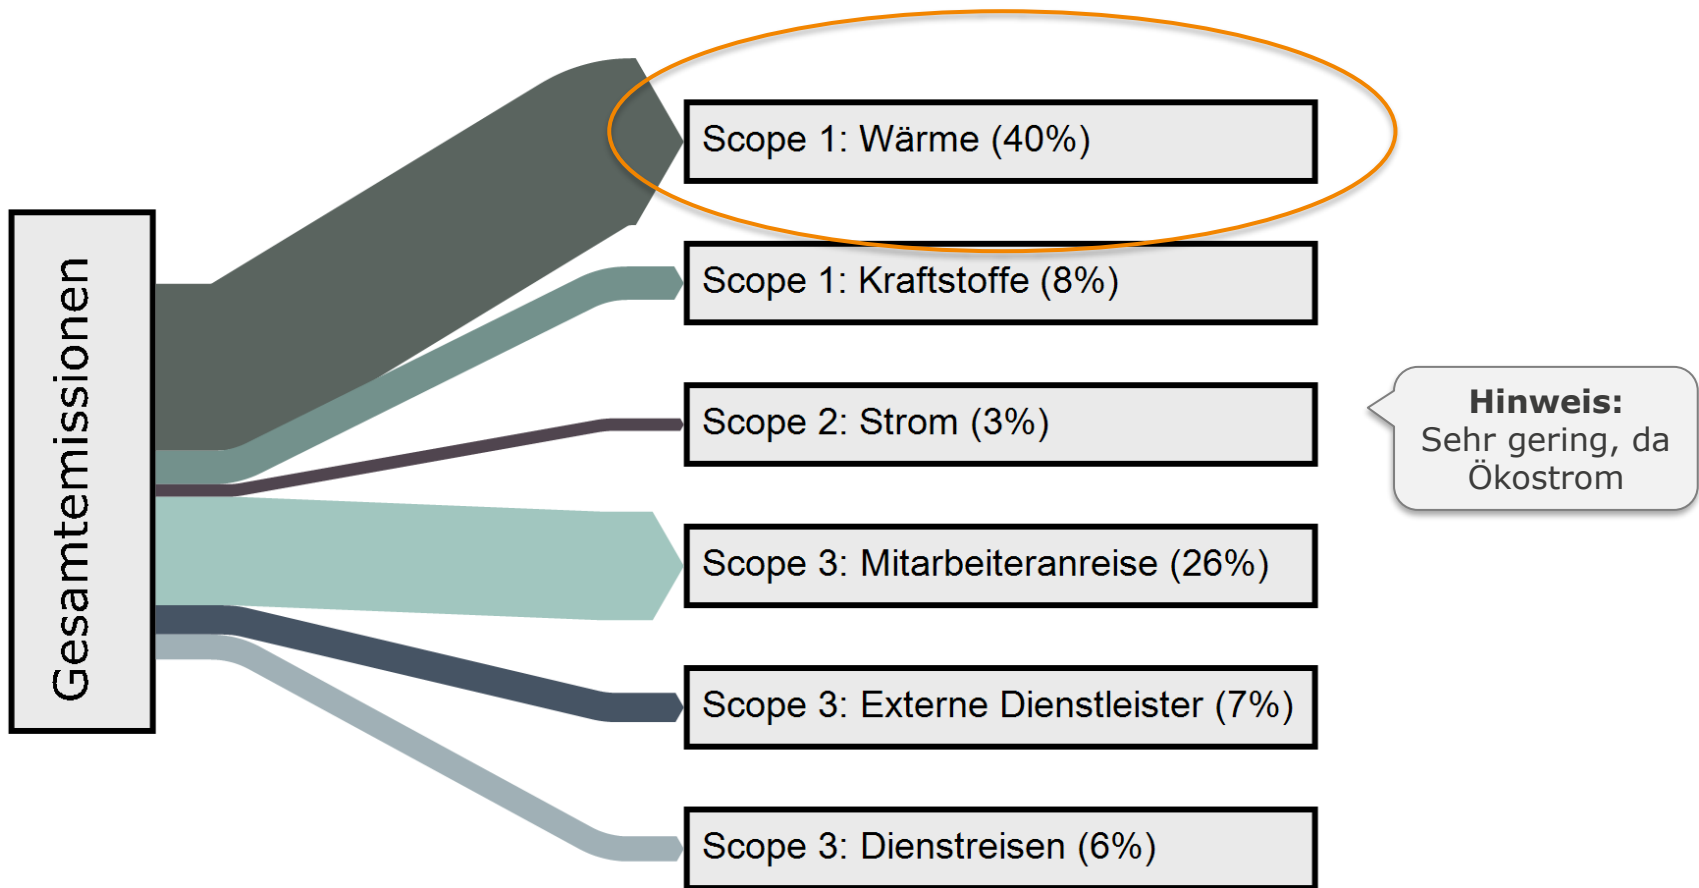 Gesamtemissionen
Scope 1: Wärme (40%)
Scope 1: Kraftstoffe (8%)
Scope 2: Strom (3%)
Hinweis:
Sehr gering, da
Ökostrom
Scope 3: Mitarbeiteranreise (26%)
Scope 3: Externe Dienstleister (7%)
Scope 3: Dienstreisen (6%)